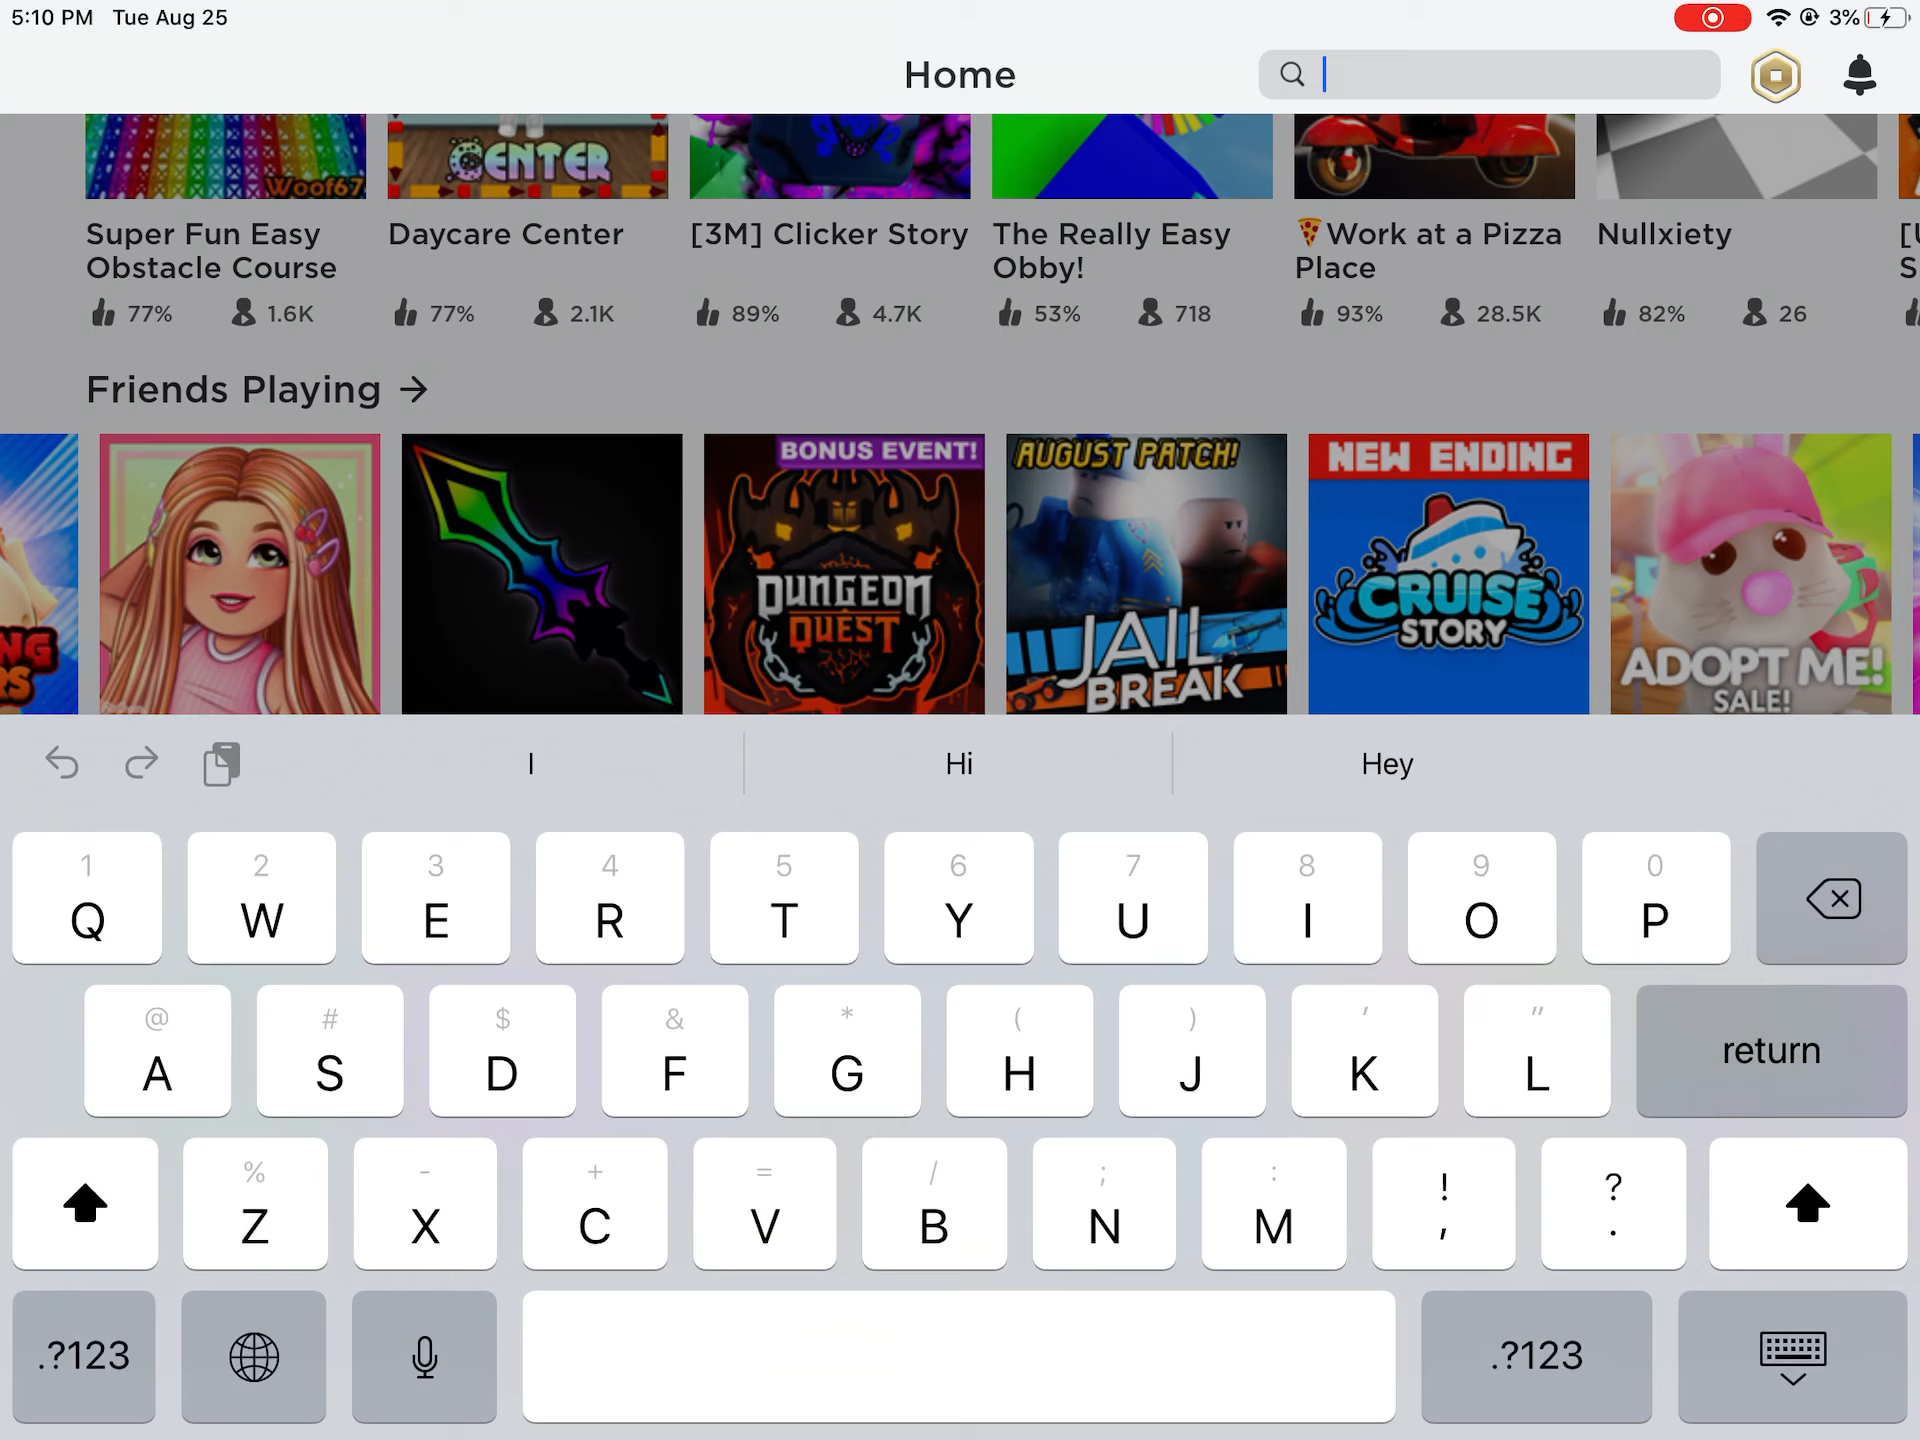 5:10 PM Tue Aug 25
3%
Home
Woof67
CENTER
Super Fun Easy
Obstacle Course
77% 1.6K
Daycare Center
77% 2.1K
[3M] Clicker Story
89% 4.7K
The Really Easy
Obby!
53% 718
🍕Work at a Pizza
Place
93% 28.5K
Nullxiety
82% 26
Friends Playing →
BONUS EVENT!
DUNGEON
QUEST
AUGUST PATCH!
JAIL
BREAK
NEW ENDING
CRUISE
STORY
ADOPT ME!
SALE!
I Hi Hey
1 2 3 4 5 6 7 8 9 0
Q W E R T Y U I O P
@ # $ & * ( ) ' "
A S D F G H J K L return
% - + = / ; : ! ?
Z X C V B N M , .
.?123 .?123